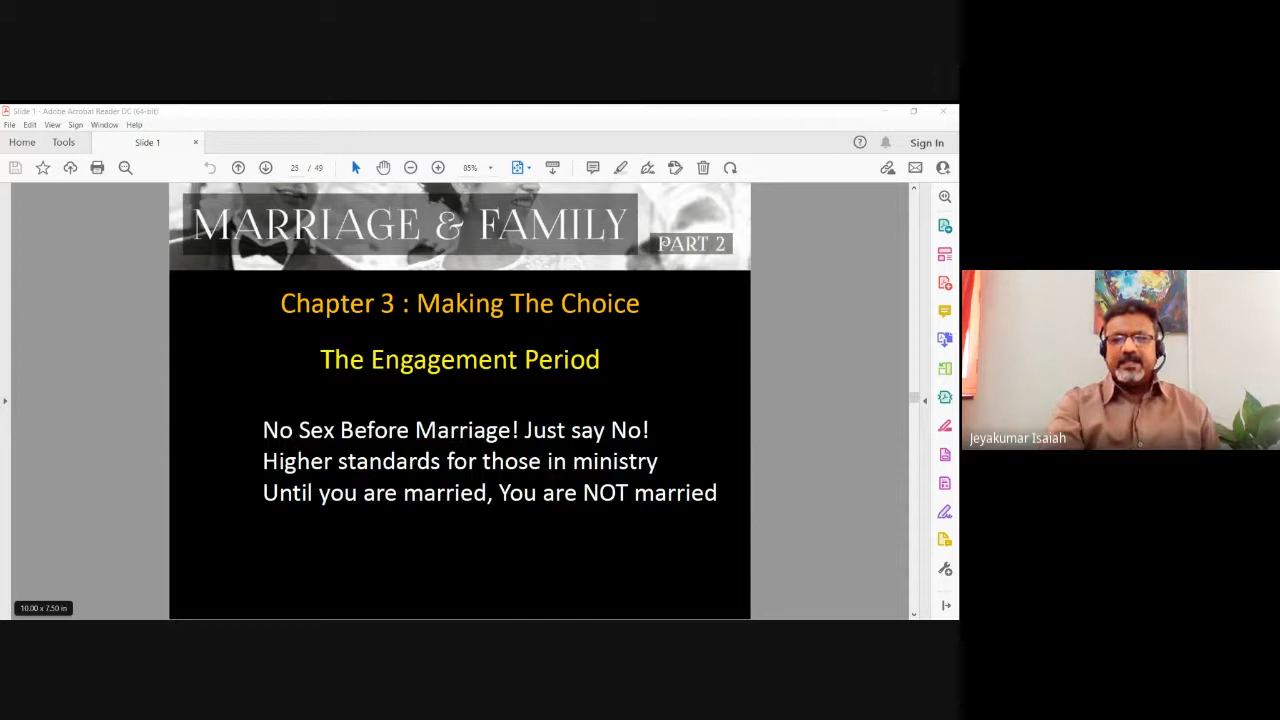 Slide 1 - Adobe Acrobat Reader DC (64-bit)
File Edit View Sign Window Help
Home Tools Slide 1 × Sign In
25 / 49 85%
MARRIAGE & FAMILY
PART 2
Chapter 3 : Making The Choice
The Engagement Period
No Sex Before Marriage! Just say No!
Higher standards for those in ministry
Until you are married, You are NOT married
10.00 x 7.50 in
Jeyakumar Isaiah